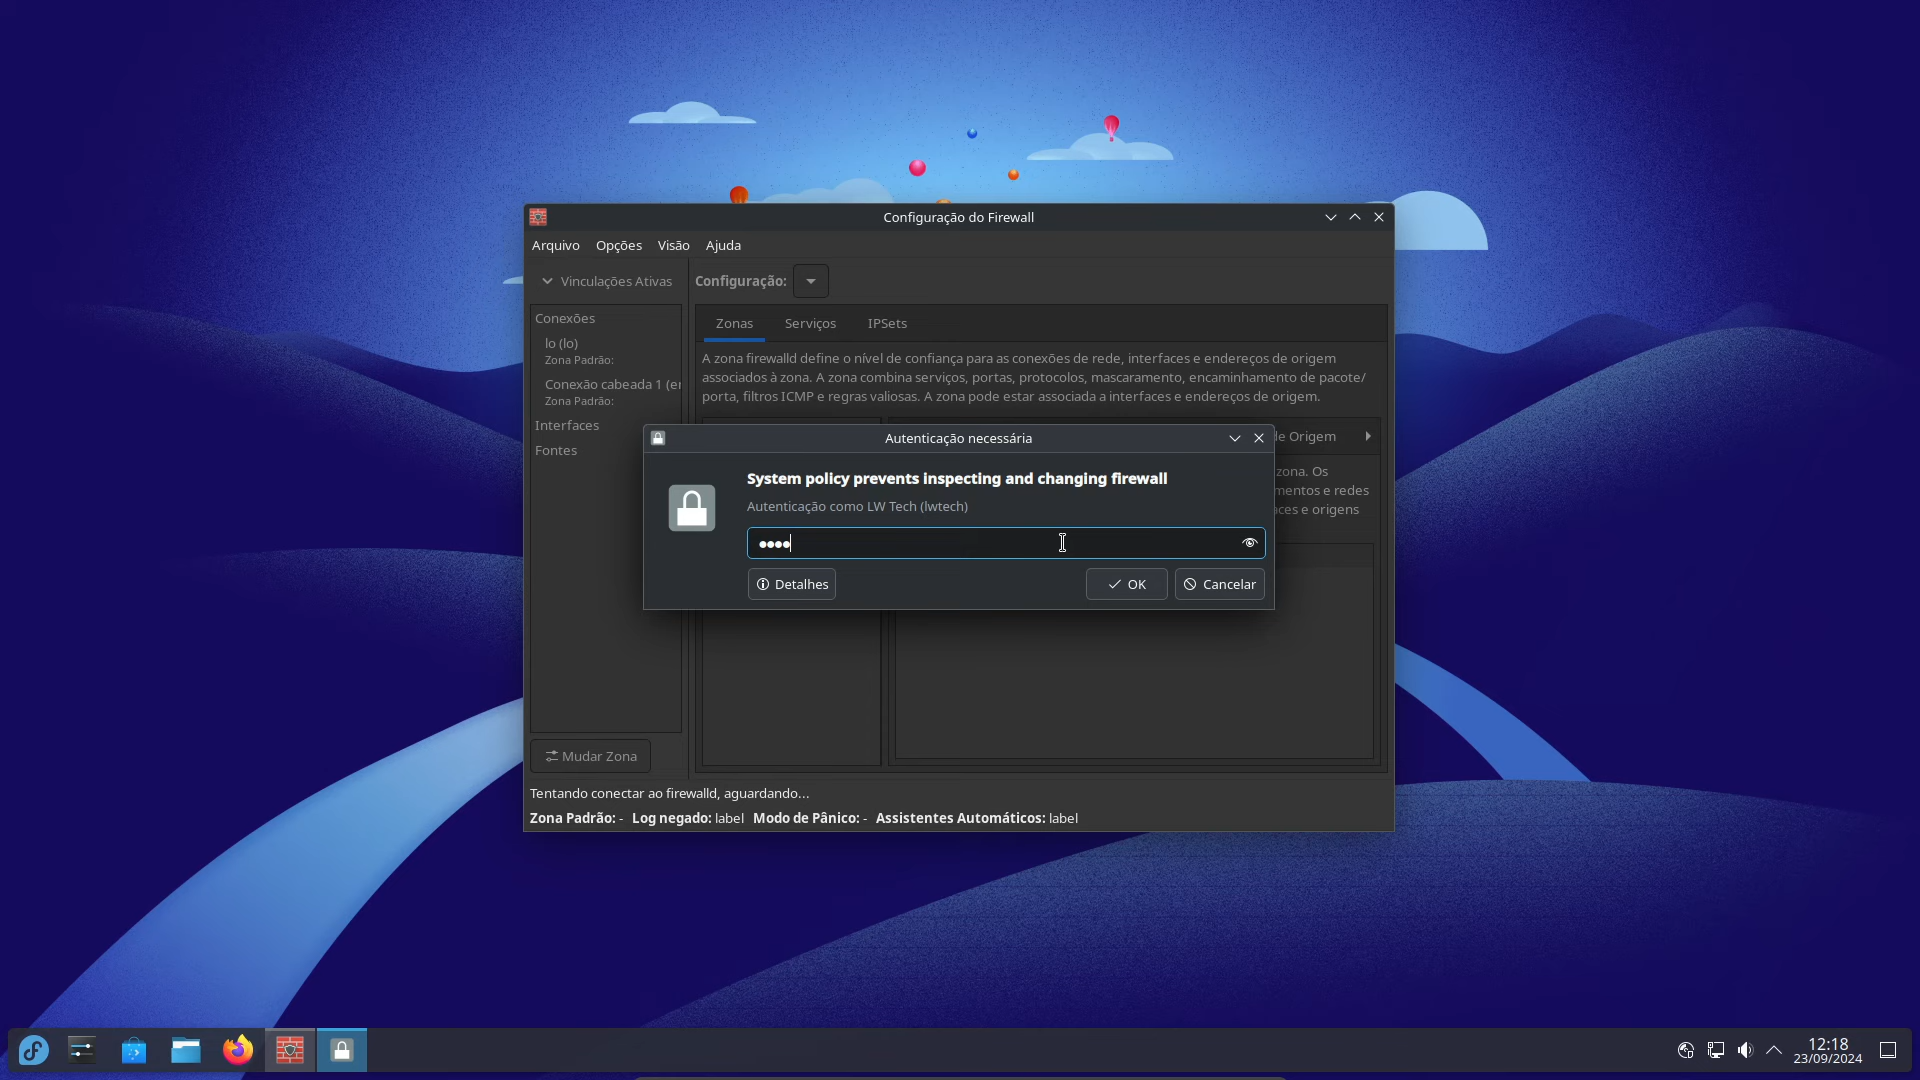 Configuração do Firewall
Arquivo Opções Visão Ajuda
Vinculações Ativas
Configuração:
Conexões
lo (lo)
Zona Padrão:
Conexão cabeada 1 (er
Zona Padrão:
Interfaces
Fontes
Zonas Serviços IPSets
A zona firewalld define o nível de confiança para as conexões de rede, interfaces e endereços de origem
associados à zona. A zona combina serviços, portas, protocolos, mascaramento, encaminhamento de pacote/
porta, filtros ICMP e regras valiosas. A zona pode estar associada a interfaces e endereços de origem.
de Origem
zona. Os
mentos e redes
ces e origens
Autenticação necessária
System policy prevents inspecting and changing firewall
Autenticação como LW Tech (lwtech)
●●●●
Detalhes OK Cancelar
Mudar Zona
Tentando conectar ao firewalld, aguardando...
Zona Padrão: - Log negado: label Modo de Pânico: - Assistentes Automáticos: label
12:18
23/09/2024